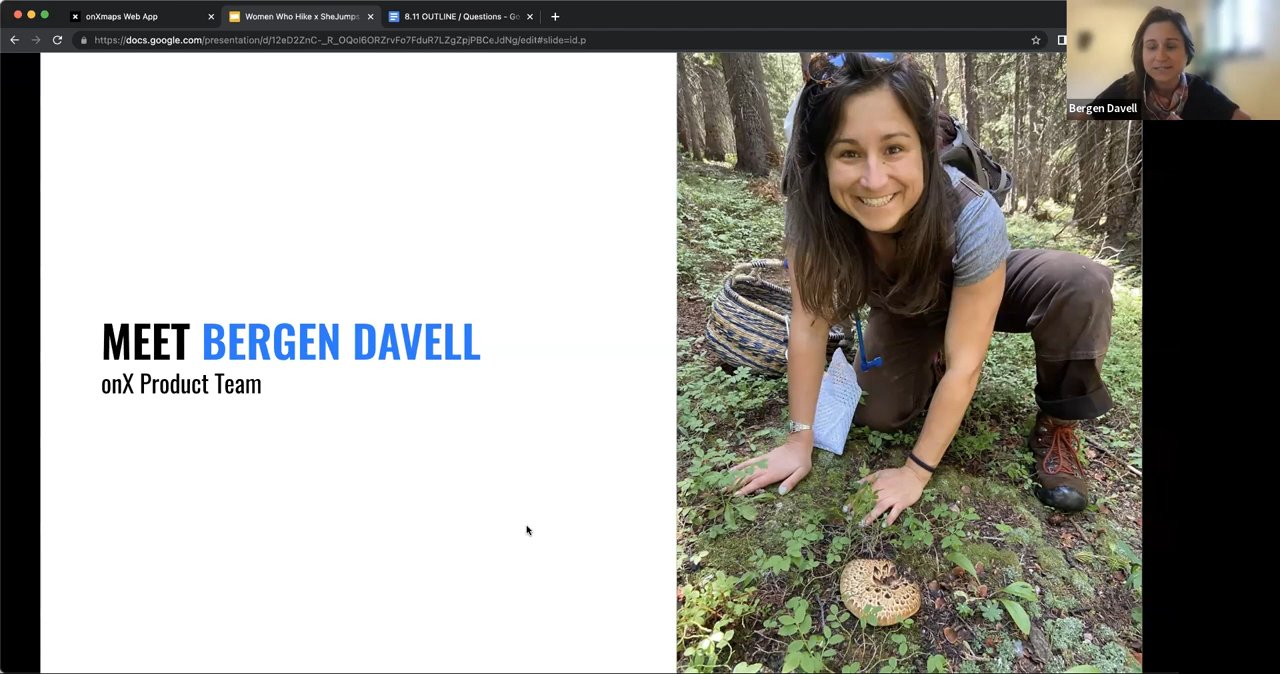 onXmaps Web App
Women Who Hike x SheJumps
8.11 OUTLINE / Questions - Go
https://docs.google.com/presentation/d/12eD2ZnC-_R_OQol6ORZrvFo7FduR7LZgZpjPBCeJdNg/edit#slide=id.p
Bergen Davell
MEET BERGEN DAVELL
onX Product Team